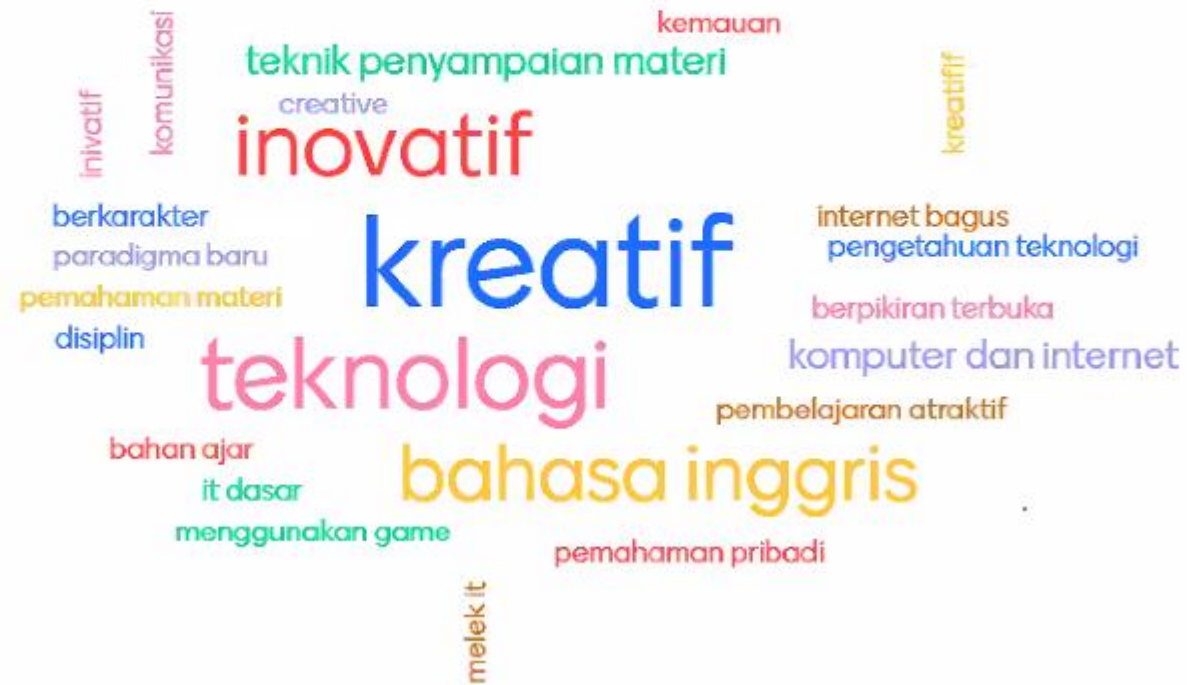 kemauan
komunikasi
teknik penyampaian materi
kreatifif
inivatif
creative
inovatif
berkarakter
internet bagus
kreatif
pengetahuan teknologi
paradigma baru
pemahaman materi
berpikiran terbuka
disiplin
komputer dan internet
teknologi
pembelajaran atraktif
bahan ajar
bahasa inggris
it dasar
menggunakan game
pemahaman pribadi
melek it